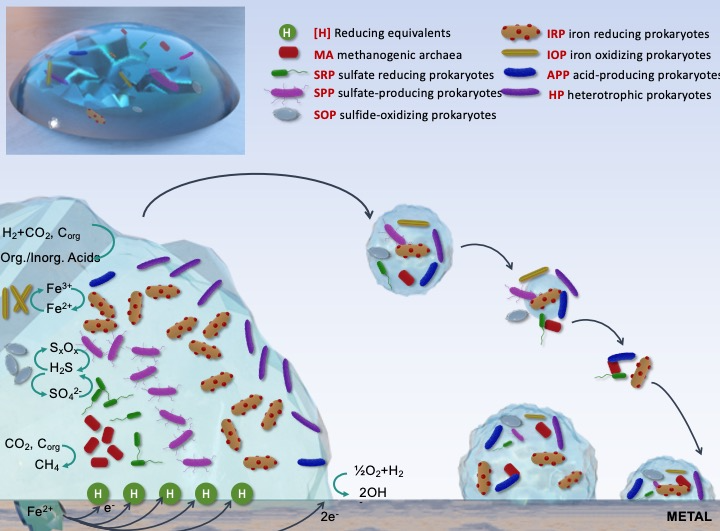 H
[H] Reducing equivalents
MA methanogenic archaea
SRP sulfate reducing prokaryotes
SPP sulfate-producing prokaryotes
SOP sulfide-oxidizing prokaryotes
IRP iron reducing prokaryotes
IOP iron oxidizing prokaryotes
APP acid-producing prokaryotes
HP heterotrophic prokaryotes
H₂+CO₂, Corg
Org./Inorg. Acids
Fe³⁺
Fe²⁺
SxOx
H₂S
SO₄²⁻
CO₂, Corg
CH₄
H H H H H
Fe²⁺
e⁻
½O₂+H₂
2OH⁻
2e⁻
METAL